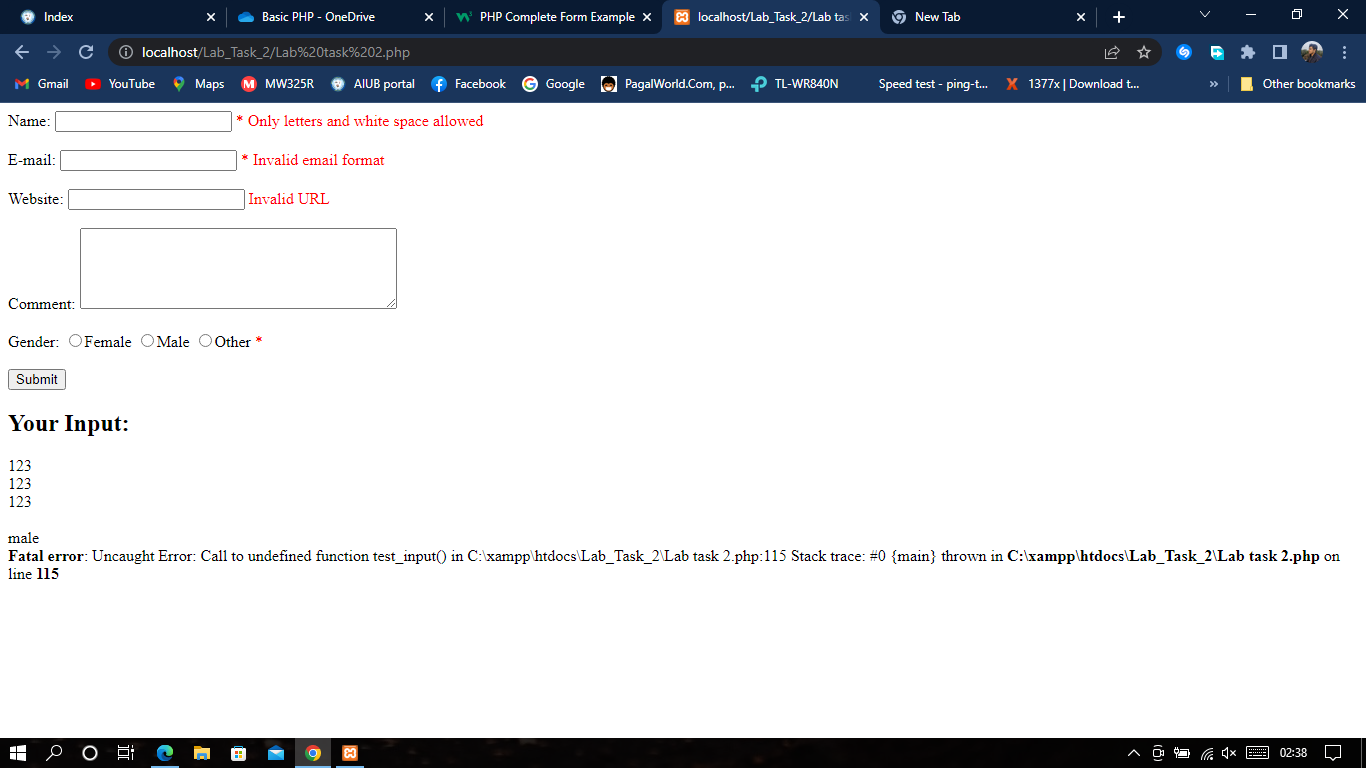 Index
Basic PHP - OneDrive
PHP Complete Form Example
localhost/Lab_Task_2/Lab tas
New Tab
localhost/Lab_Task_2/Lab%20task%202.php
Gmail
YouTube
Maps
MW325R
AIUB portal
Facebook
Google
PagalWorld.Com, p...
TL-WR840N
Speed test - ping-t...
1377x | Download t...
»
Other bookmarks
Name: * Only letters and white space allowed
E-mail: * Invalid email format
Website: Invalid URL
Comment:
Gender: Female Male Other *
Submit
Your Input:
123
123
123
male
Fatal error: Uncaught Error: Call to undefined function test_input() in C:\xampp\htdocs\Lab_Task_2\Lab task 2.php:115 Stack trace: #0 {main} thrown in C:\xampp\htdocs\Lab_Task_2\Lab task 2.php on
line 115
02:38